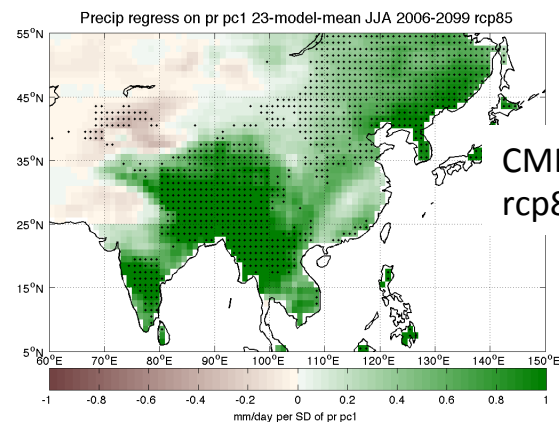 Precip regress on pr pc1 23-model-mean JJA 2006-2099 rcp85
55°N
45°N
35°N
25°N
15°N
5°N
60°E 70°E 80°E 90°E 100°E 110°E 120°E 130°E 140°E 150°E
CMI
rcp8
-1 -0.8 -0.6 -0.4 -0.2 0 0.2 0.4 0.6 0.8 1
mm/day per SD of pr pc1